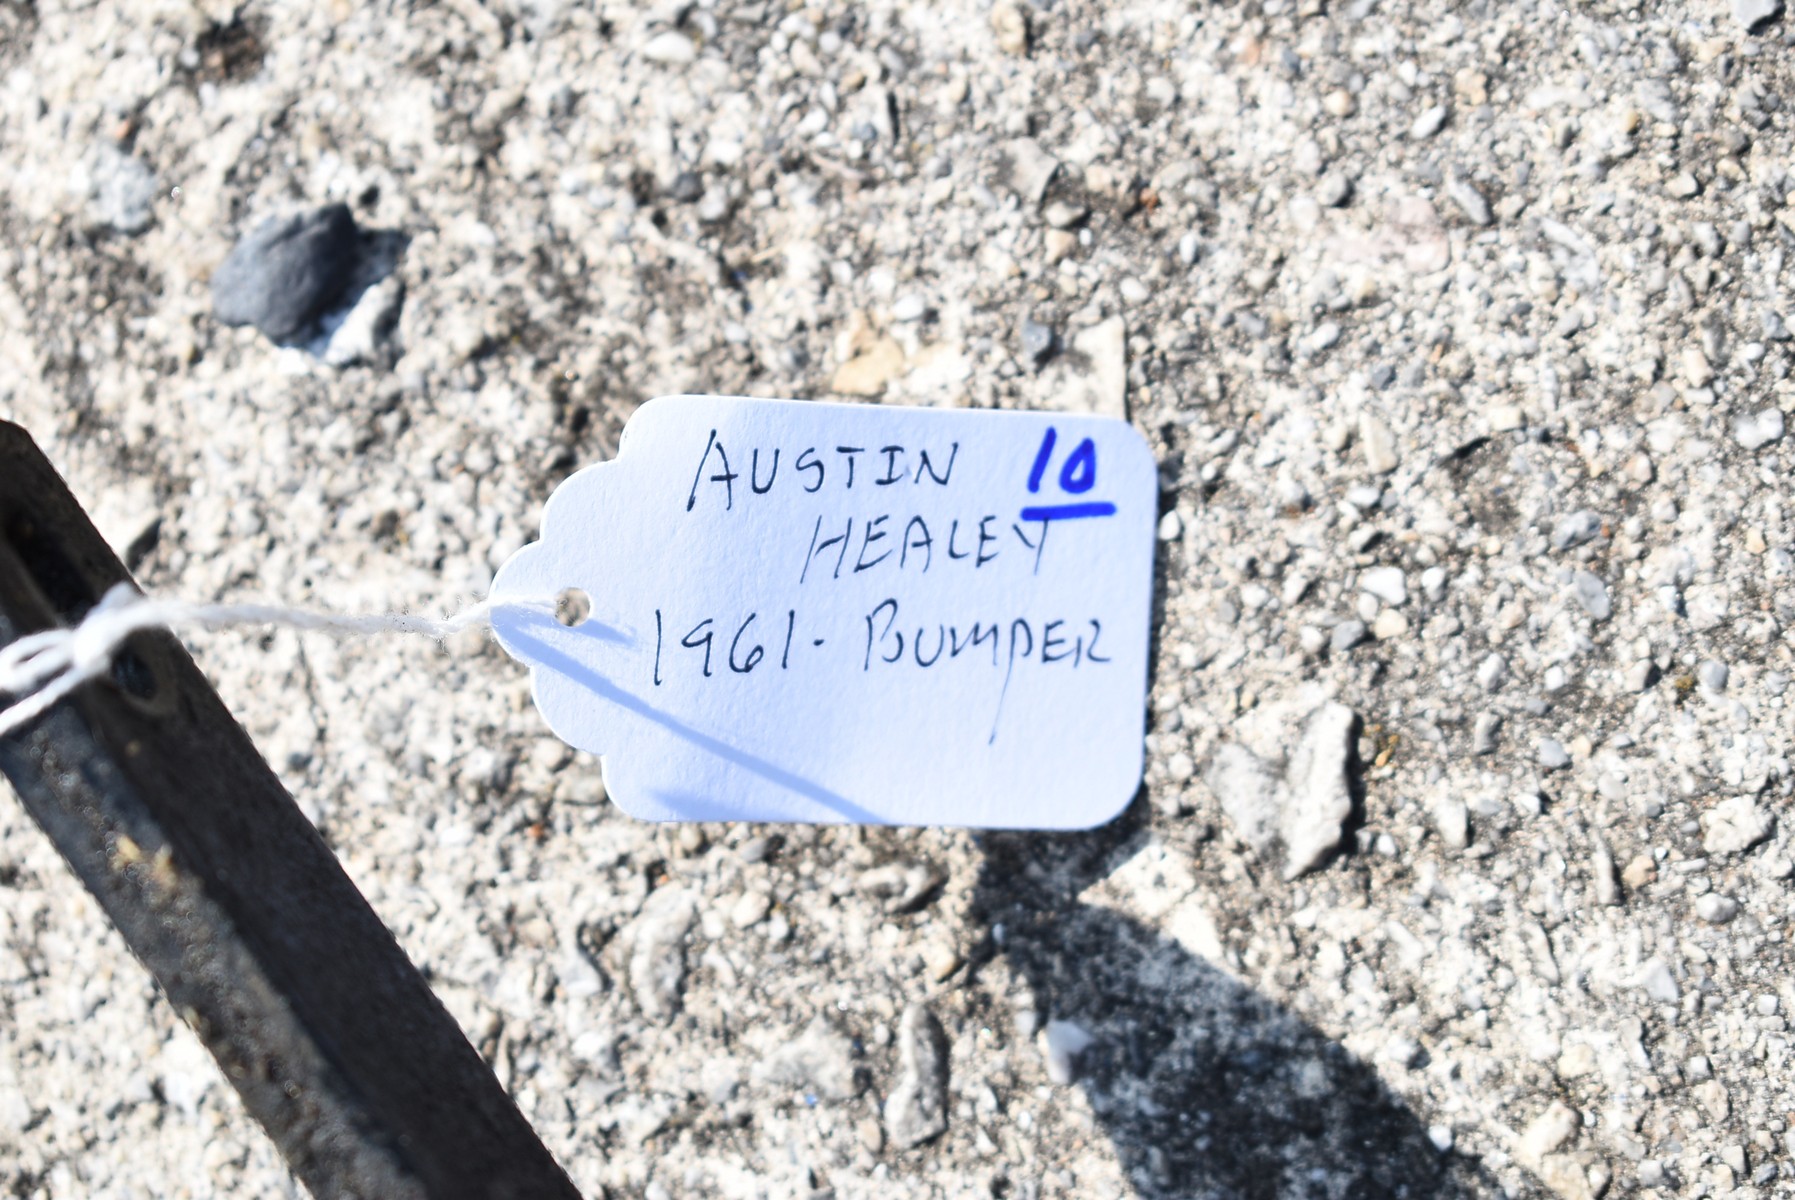 AUSTIN 10
HEALEY
1961- BUMPER